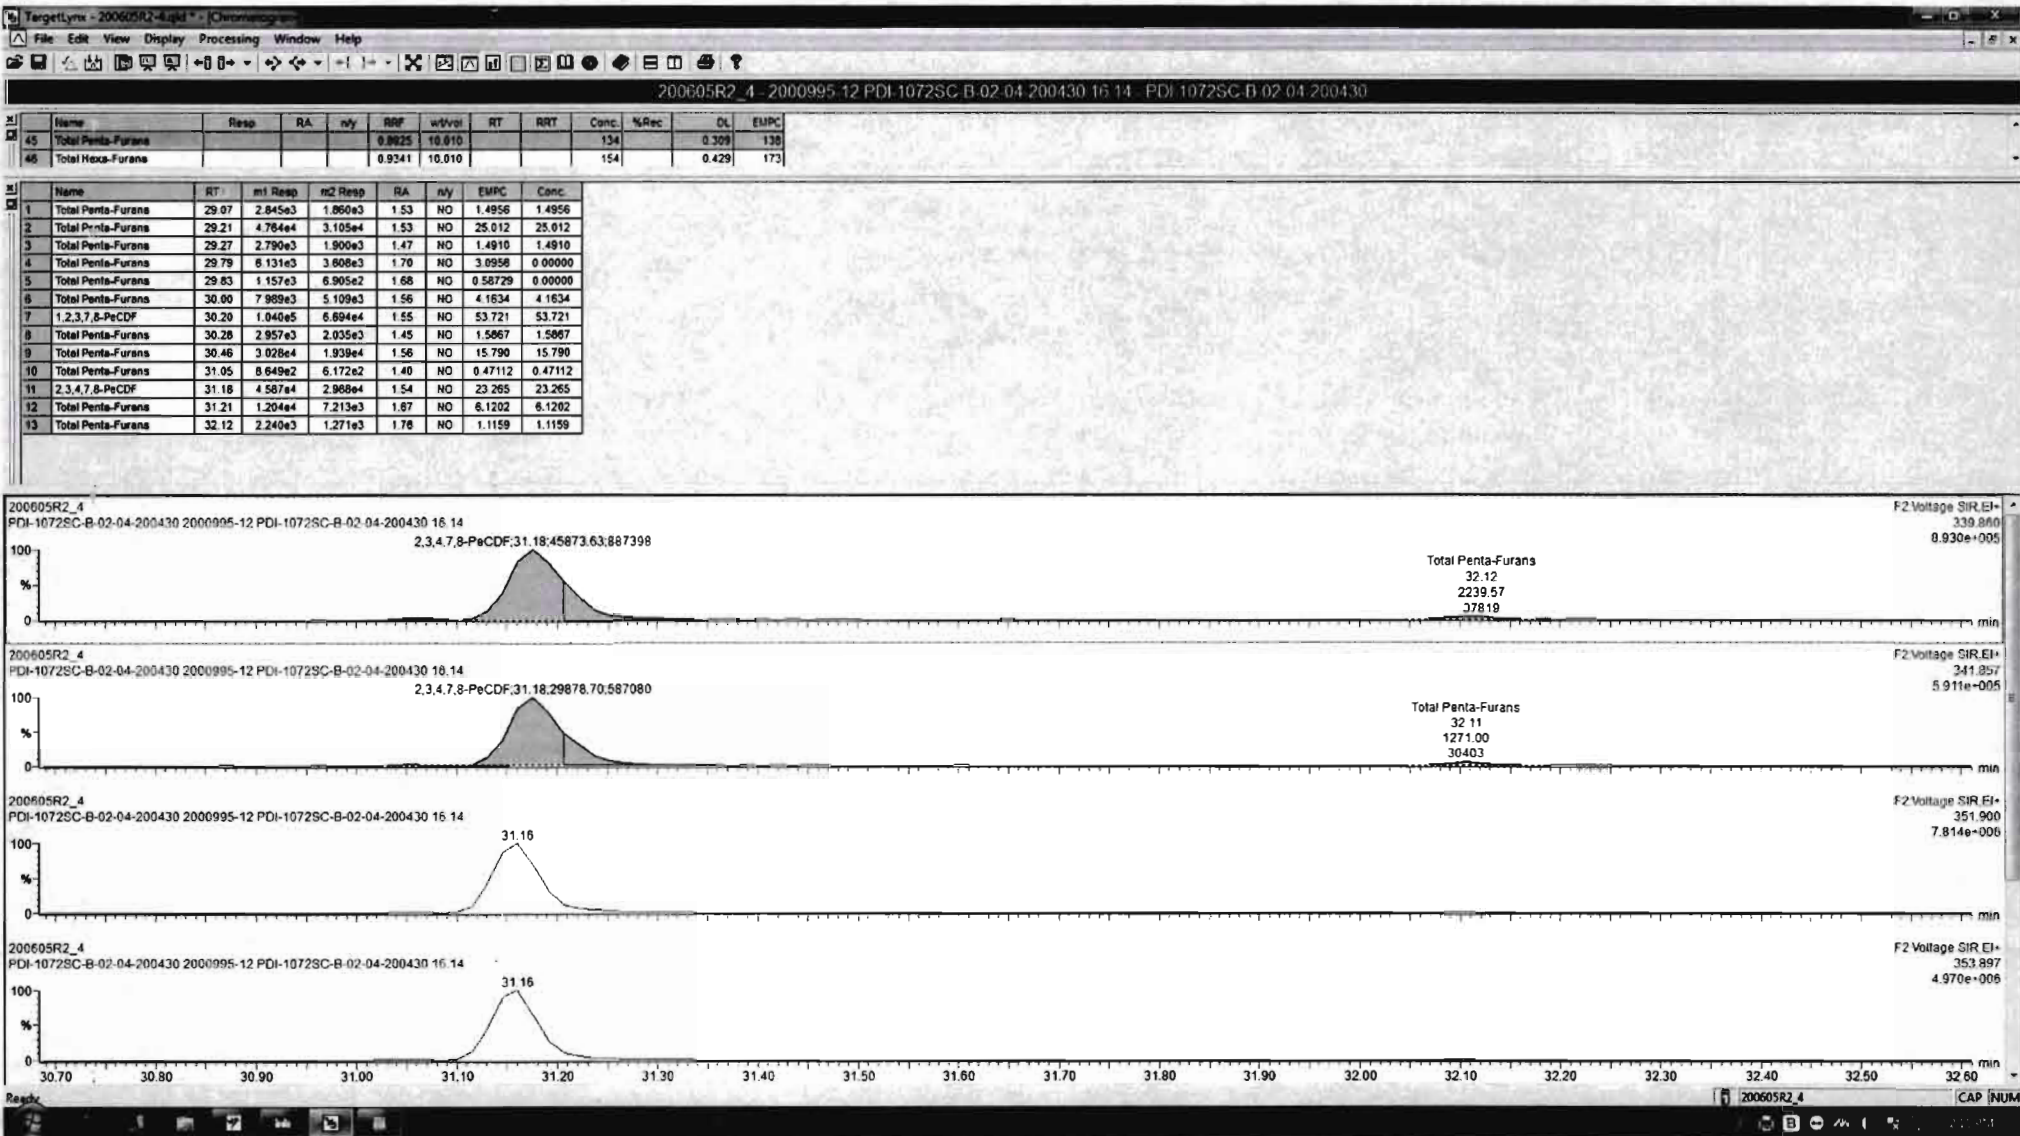 TargetLynx - 200605R2-4.qld * - [Chromatogram]
File Edit View Display Processing Window Help
200605R2_4 - 2000995-12 PDI-1072SC-B-02-04-200430 16.14 - PDI-1072SC-B-02-04-200430
Name Resp RA n/y RRF wt/vol RT RRT Conc. %Rec DL EMPC
45 Total Penta-Furans 10.010 134 0.309 138
46 Total Hexa-Furans 0.9341 10.010 154 0.429 173
Name RT m1 Resp m2 Resp RA n/y EMPC Conc.
1 Total Penta-Furans 29.07 2.845e3 1.860e3 1.53 NO 1.4956 1.4956
2 Total Penta-Furans 29.21 4.764e4 3.105e4 1.53 NO 25.012 25.012
3 Total Penta-Furans 29.27 2.790e3 1.900e3 1.47 NO 1.4910 1.4910
4 Total Penta-Furans 29.79 6.131e3 3.608e3 1.70 NO 3.0956 0.00000
5 Total Penta-Furans 29.83 1.157e3 6.905e2 1.68 NO 0.58729 0.00000
6 Total Penta-Furans 30.00 7.989e3 5.109e3 1.56 NO 4.1634 4.1634
7 1,2,3,7,8-PeCDF 30.20 1.040e5 6.694e4 1.55 NO 53.721 53.721
8 Total Penta-Furans 30.28 2.957e3 2.035e3 1.45 NO 1.5867 1.5867
9 Total Penta-Furans 30.46 3.028e4 1.939e4 1.56 NO 15.790 15.790
10 Total Penta-Furans 31.05 8.649e2 6.172e2 1.40 NO 0.47112 0.47112
11 2,3,4,7,8-PeCDF 31.18 4.587e4 2.988e4 1.54 NO 23.265 23.265
12 Total Penta-Furans 31.21 1.204e4 7.213e3 1.67 NO 6.1202 6.1202
13 Total Penta-Furans 32.12 2.240e3 1.271e3 1.76 NO 1.1159 1.1159
200605R2_4 F2:Voltage SIR,EI+
PDI-1072SC-B-02-04-200430 2000995-12 PDI-1072SC-B-02-04-200430 16.14 339.860
8.930e+005
2,3,4,7,8-PeCDF;31.18;45873.63;887398
100
%
0
Total Penta-Furans
32.12
2239.57
37819
min
200605R2_4 F2:Voltage SIR,EI+
PDI-1072SC-B-02-04-200430 2000995-12 PDI-1072SC-B-02-04-200430 16.14 341.857
5.911e+005
2,3,4,7,8-PeCDF;31.18;29878.70;587080
100
%
0
Total Penta-Furans
32.11
1271.00
30403
min
200605R2_4 F2:Voltage SIR,EI+
PDI-1072SC-B-02-04-200430 2000995-12 PDI-1072SC-B-02-04-200430 16.14 351.900
7.814e+006
31.16
100
%
0
min
200605R2_4 F2:Voltage SIR,EI+
PDI-1072SC-B-02-04-200430 2000995-12 PDI-1072SC-B-02-04-200430 16.14 353.897
4.970e+006
31.16
100
%
0
min
30.70 30.80 30.90 31.00 31.10 31.20 31.30 31.40 31.50 31.60 31.70 31.80 31.90 32.00 32.10 32.20 32.30 32.40 32.50 32.60
Ready 200605R2_4 CAP NUM